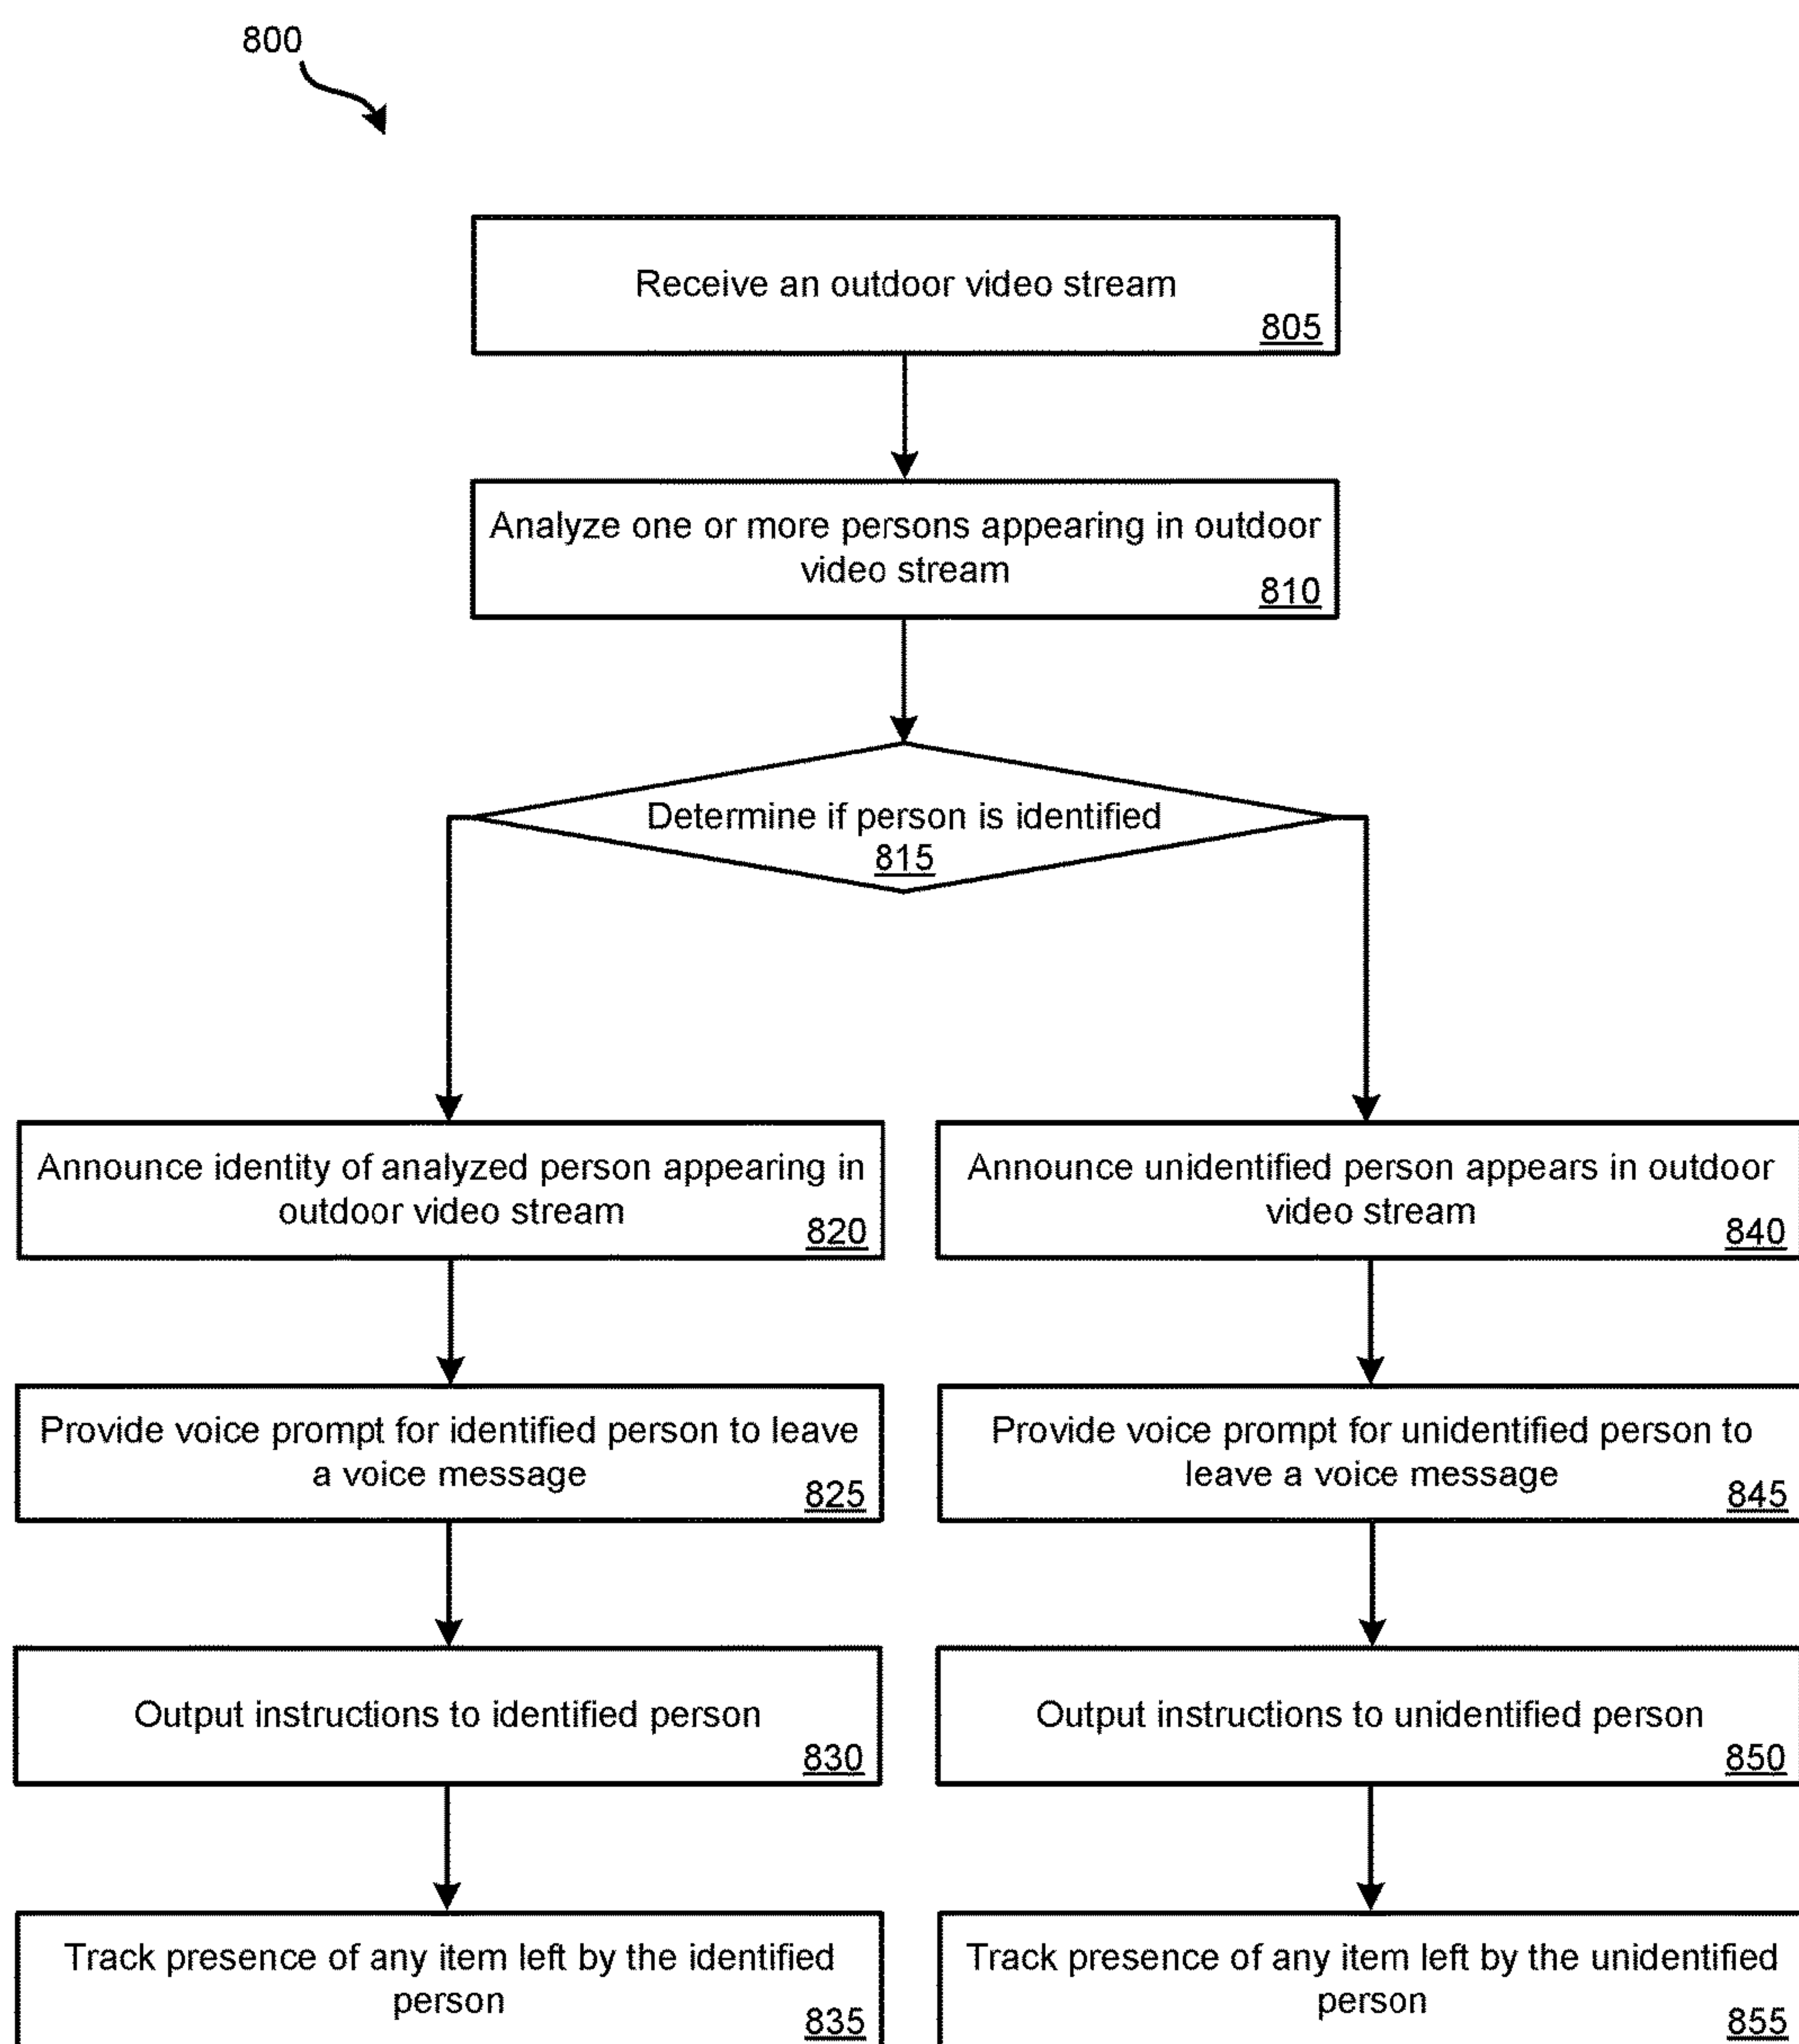 800
Receive an outdoor video stream
805
Analyze one or more persons appearing in outdoor
video stream
810
Determine if person is identified
815
Announce identity of analyzed person appearing in
outdoor video stream
820
Provide voice prompt for identified person to leave
a voice message
825
Output instructions to identified person
830
Track presence of any item left by the identified
person
835
Announce unidentified person appears in outdoor
video stream
840
Provide voice prompt for unidentified person to
leave a voice message
845
Output instructions to unidentified person
850
Track presence of any item left by the unidentified
person
855